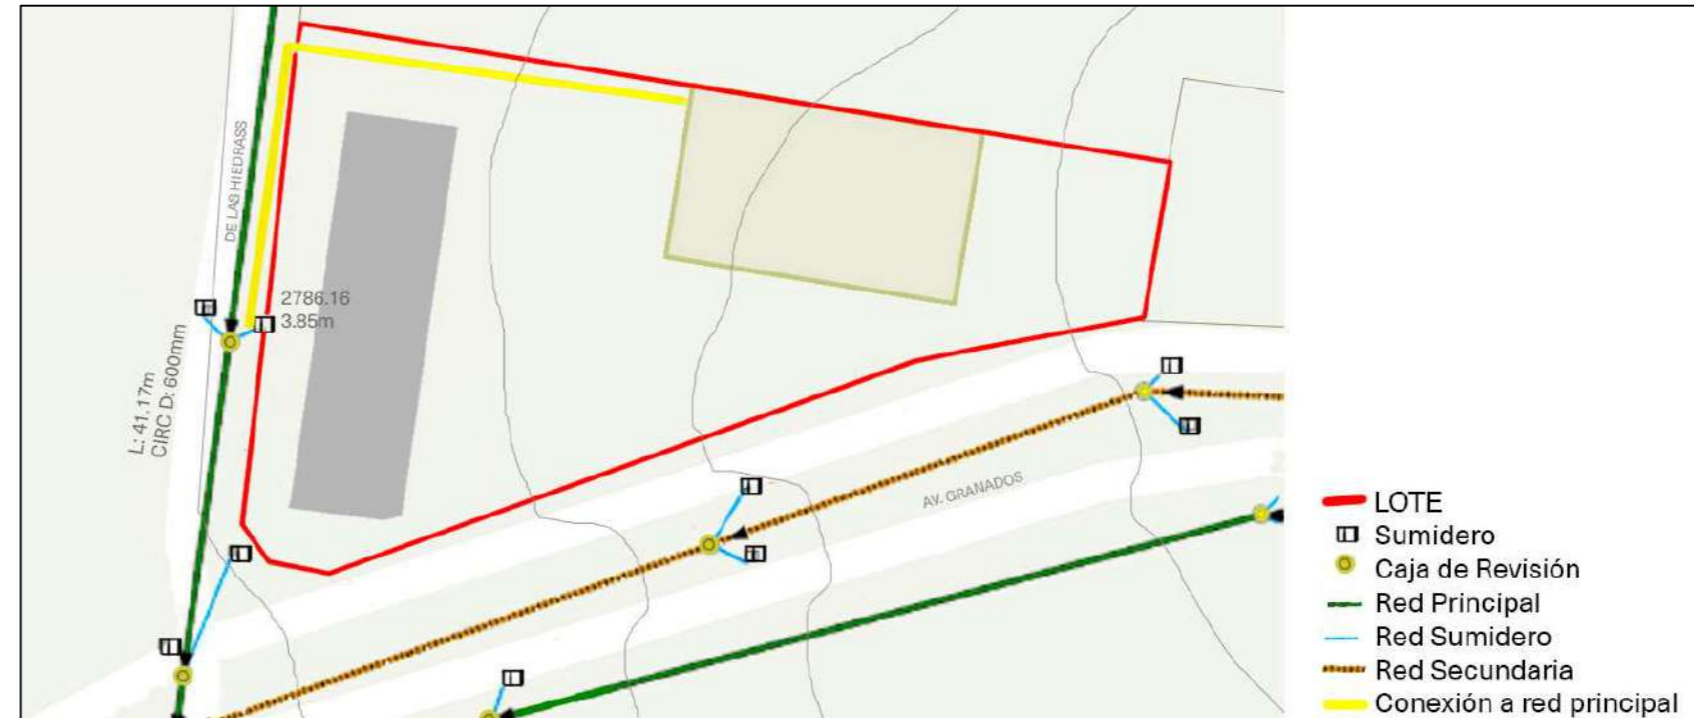 DE LAS HIEDRASS
2786.16
3.85m
L: 41.17m
CIRC D: 600mm
AV. GRANADOS
LOTE
Sumidero
Caja de Revisión
Red Principal
Red Sumidero
Red Secundaria
Conexión a red principal